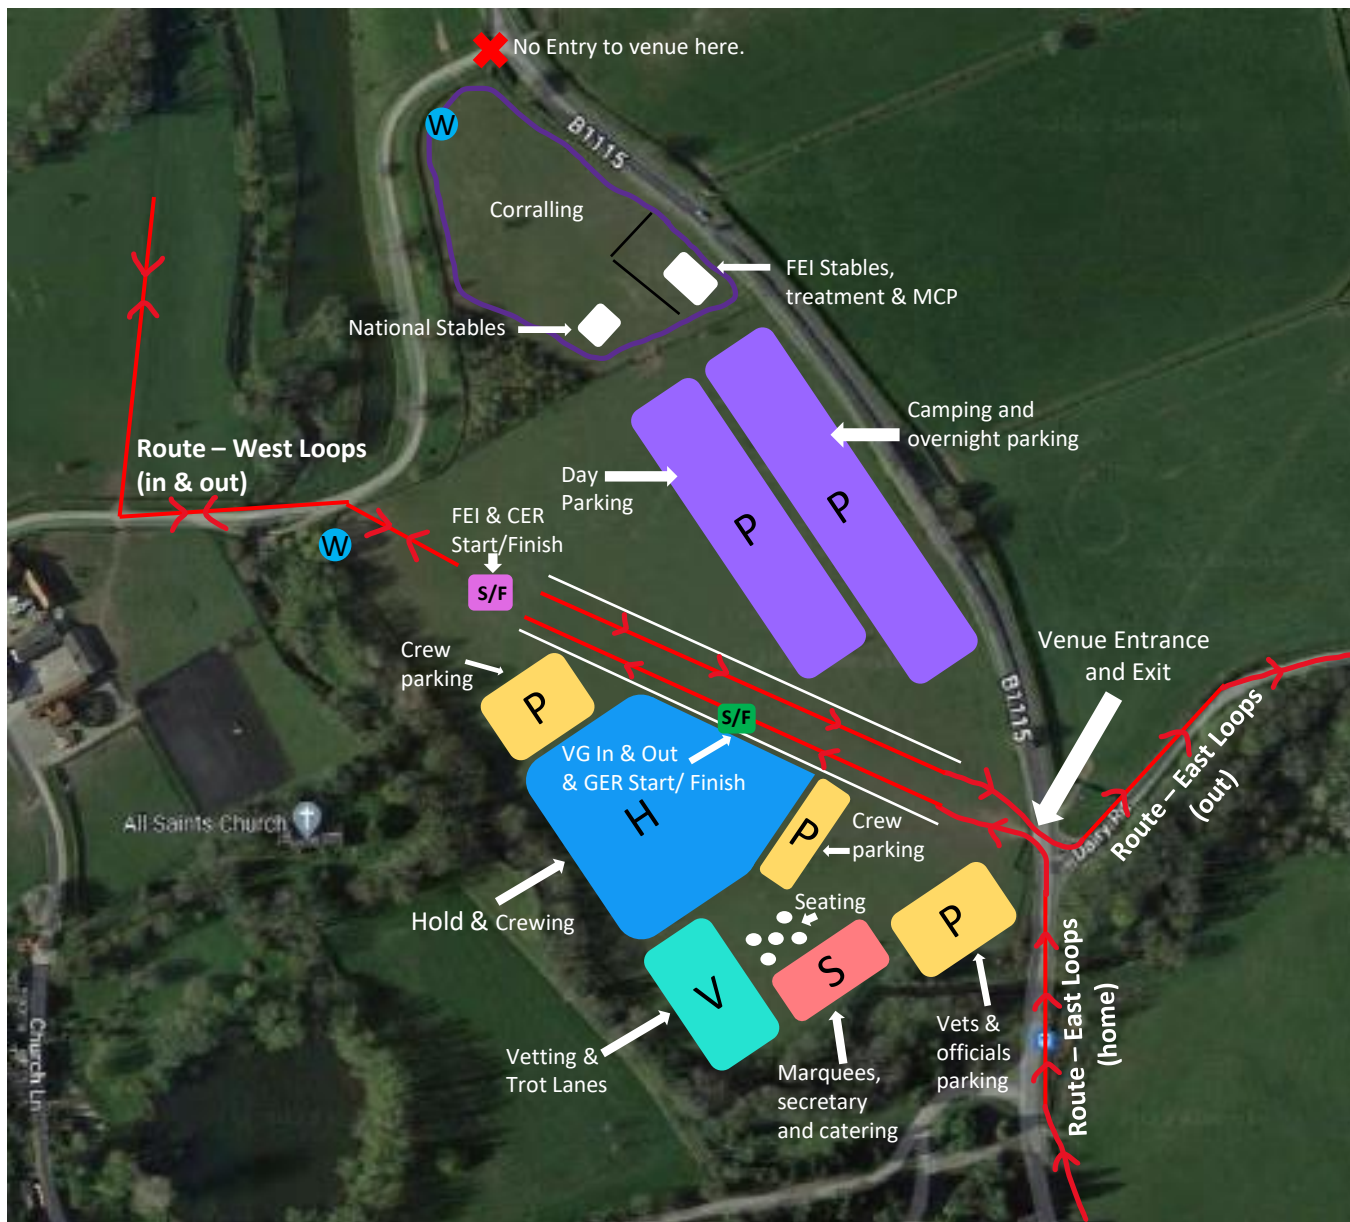 No Entry to venue here.
W
B1115
Corralling
FEI Stables,
treatment & MCP
National Stables
Camping and
overnight parking
Route – West Loops
(in & out)
Day
Parking
P
P
FEI & CER
Start/Finish
W
S/F
Venue Entrance
and Exit
Crew
parking
P
B1115
S/F
VG In & Out
& GER Start/ Finish
Route – East Loops
(out)
H
All Saints Church
P
Crew
parking
Dairy Rd
Hold & Crewing
Seating
P
V
S
Route – East Loops
(home)
Vets &
officials
parking
Vetting &
Trot Lanes
Marquees,
secretary
and catering
Church Ln